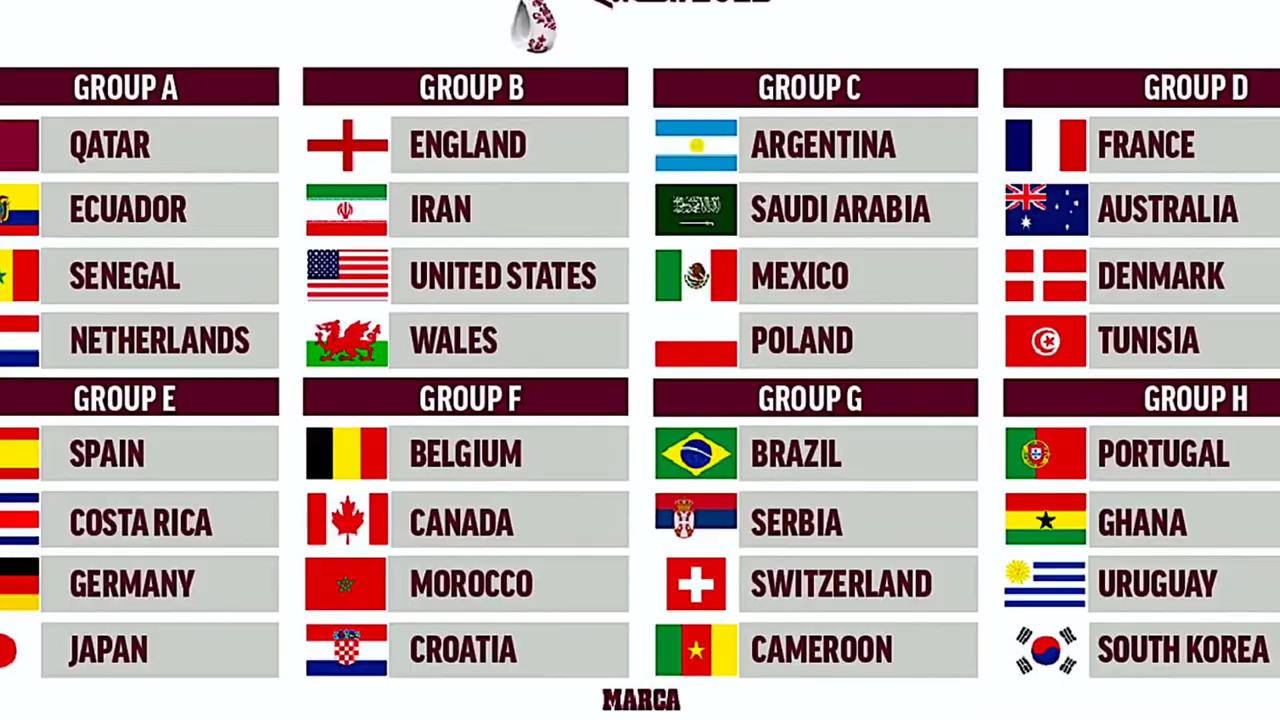 GROUP A
QATAR
ECUADOR
SENEGAL
NETHERLANDS
GROUP B
ENGLAND
IRAN
UNITED STATES
WALES
GROUP C
ARGENTINA
SAUDI ARABIA
MEXICO
POLAND
GROUP D
FRANCE
AUSTRALIA
DENMARK
TUNISIA
GROUP E
SPAIN
COSTA RICA
GERMANY
JAPAN
GROUP F
BELGIUM
CANADA
MOROCCO
CROATIA
GROUP G
BRAZIL
SERBIA
SWITZERLAND
CAMEROON
GROUP H
PORTUGAL
GHANA
URUGUAY
SOUTH KOREA
MARCA